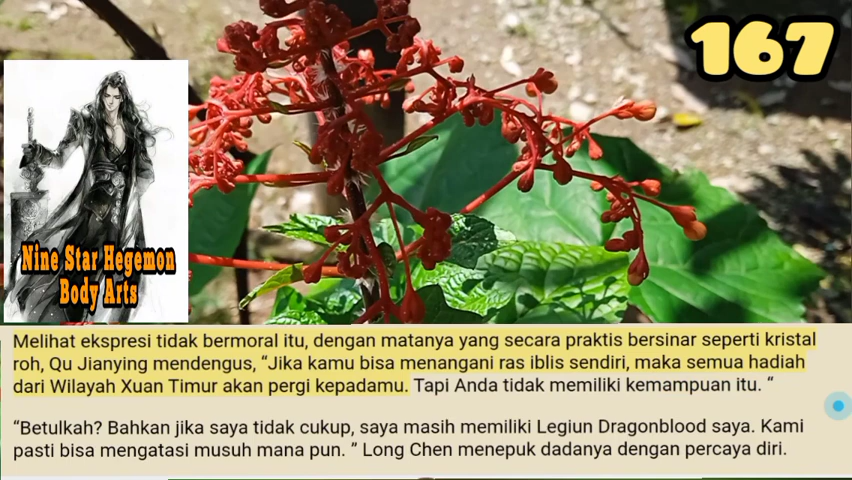 167
Nine Star Hegemon
Body Arts
Melihat ekspresi tidak bermoral itu, dengan matanya yang secara praktis bersinar seperti kristal
roh, Qu Jianying mendengus, “Jika kamu bisa menangani ras iblis sendiri, maka semua hadiah
dari Wilayah Xuan Timur akan pergi kepadamu. Tapi Anda tidak memiliki kemampuan itu. “
“Betulkah? Bahkan jika saya tidak cukup, saya masih memiliki Legiun Dragonblood saya. Kami
pasti bisa mengatasi musuh mana pun. ” Long Chen menepuk dadanya dengan percaya diri.